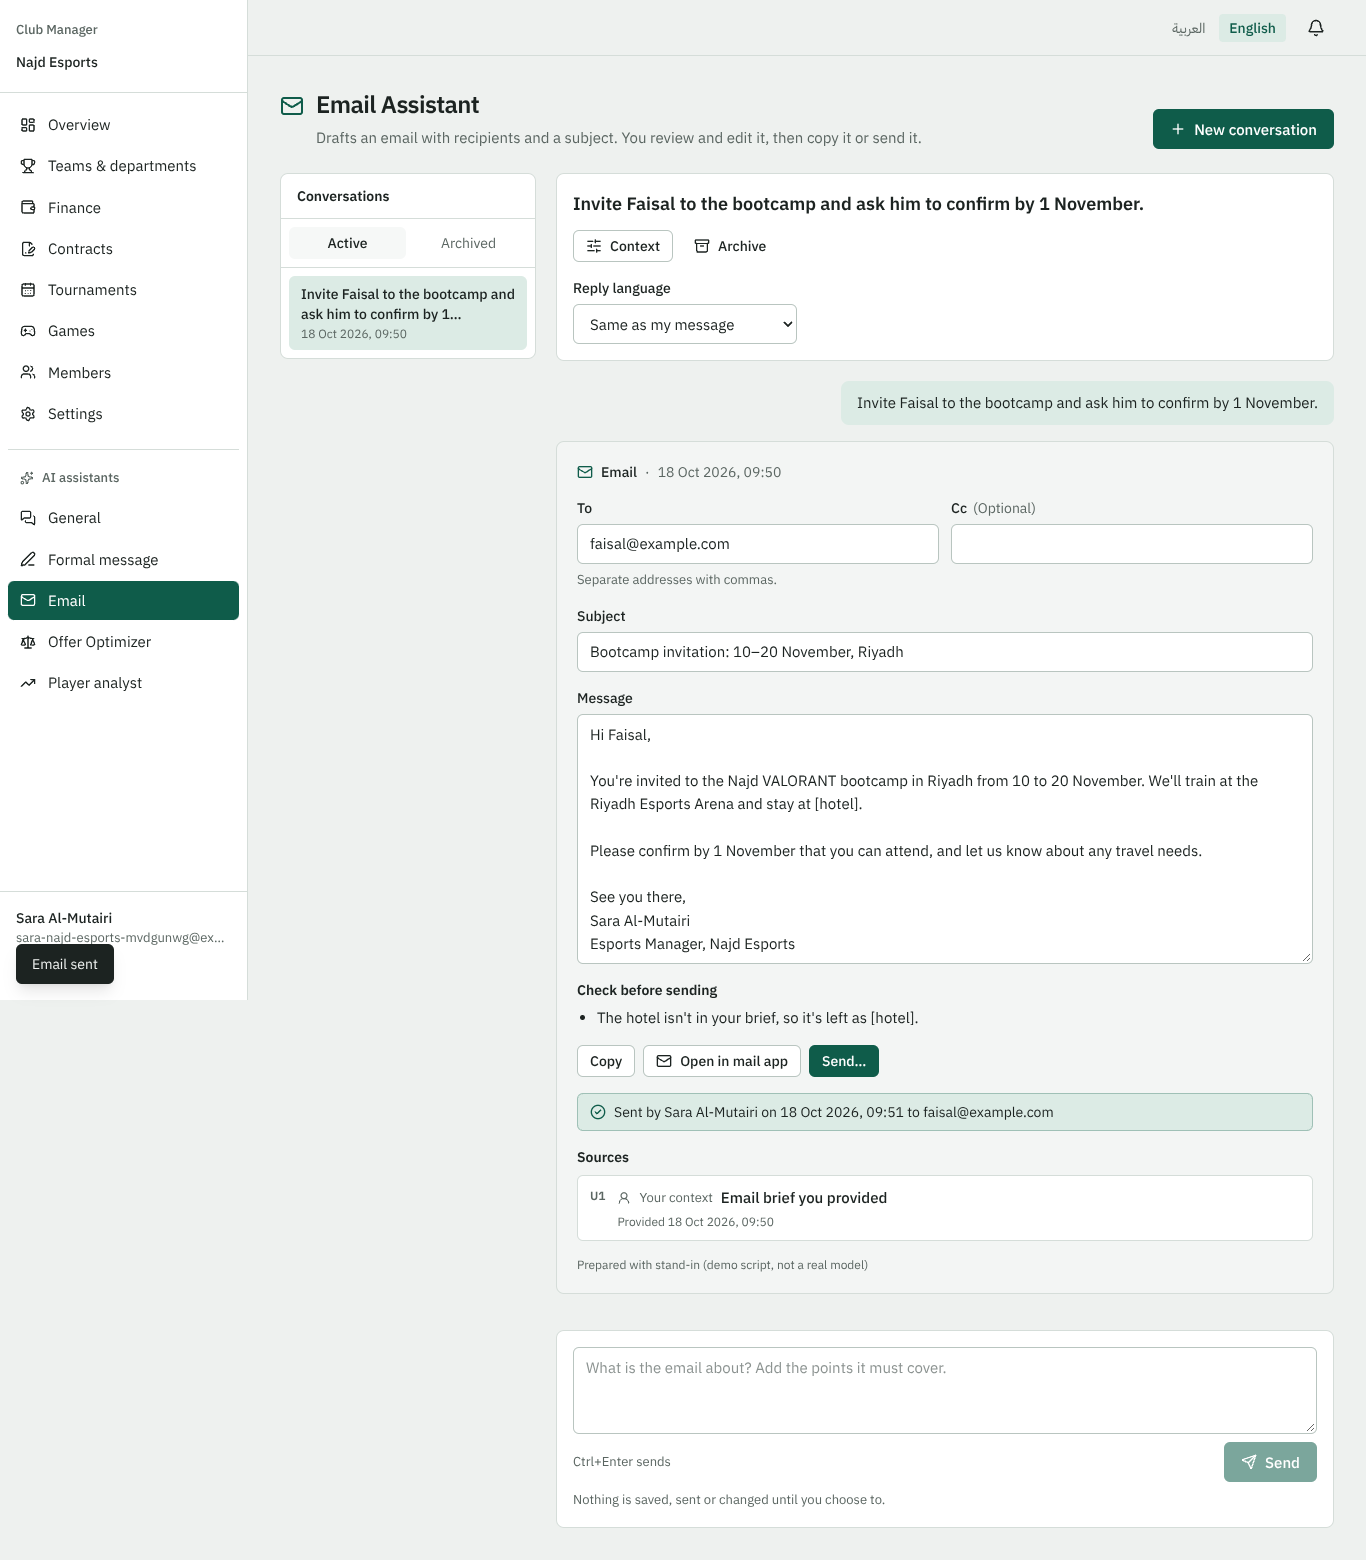 Club Manager
Najd Esports
Overview
Teams & departments
Finance
Contracts
Tournaments
Games
Members
Settings
AI assistants
General
Formal message
Email
Offer Optimizer
Player analyst
Sara Al-Mutairi
sara-najd-esports-mvdgunwg@ex...
Email sent
العربية
English
Email Assistant
Drafts an email with recipients and a subject. You review and edit it, then copy it or send it.
New conversation
Conversations
Active
Archived
Invite Faisal to the bootcamp and
ask him to confirm by 1...
18 Oct 2026, 09:50
Invite Faisal to the bootcamp and ask him to confirm by 1 November.
Context
Archive
Reply language
Same as my message
Invite Faisal to the bootcamp and ask him to confirm by 1 November.
Email · 18 Oct 2026, 09:50
To
faisal@example.com
Separate addresses with commas.
Cc (Optional)
Subject
Bootcamp invitation: 10–20 November, Riyadh
Message
Hi Faisal,
You're invited to the Najd VALORANT bootcamp in Riyadh from 10 to 20 November. We'll train at the
Riyadh Esports Arena and stay at [hotel].
Please confirm by 1 November that you can attend, and let us know about any travel needs.
See you there,
Sara Al-Mutairi
Esports Manager, Najd Esports
Check before sending
• The hotel isn't in your brief, so it's left as [hotel].
Copy
Open in mail app
Send...
Sent by Sara Al-Mutairi on 18 Oct 2026, 09:51 to faisal@example.com
Sources
U1 Your context Email brief you provided
Provided 18 Oct 2026, 09:50
Prepared with stand-in (demo script, not a real model)
What is the email about? Add the points it must cover.
Ctrl+Enter sends
Send
Nothing is saved, sent or changed until you choose to.